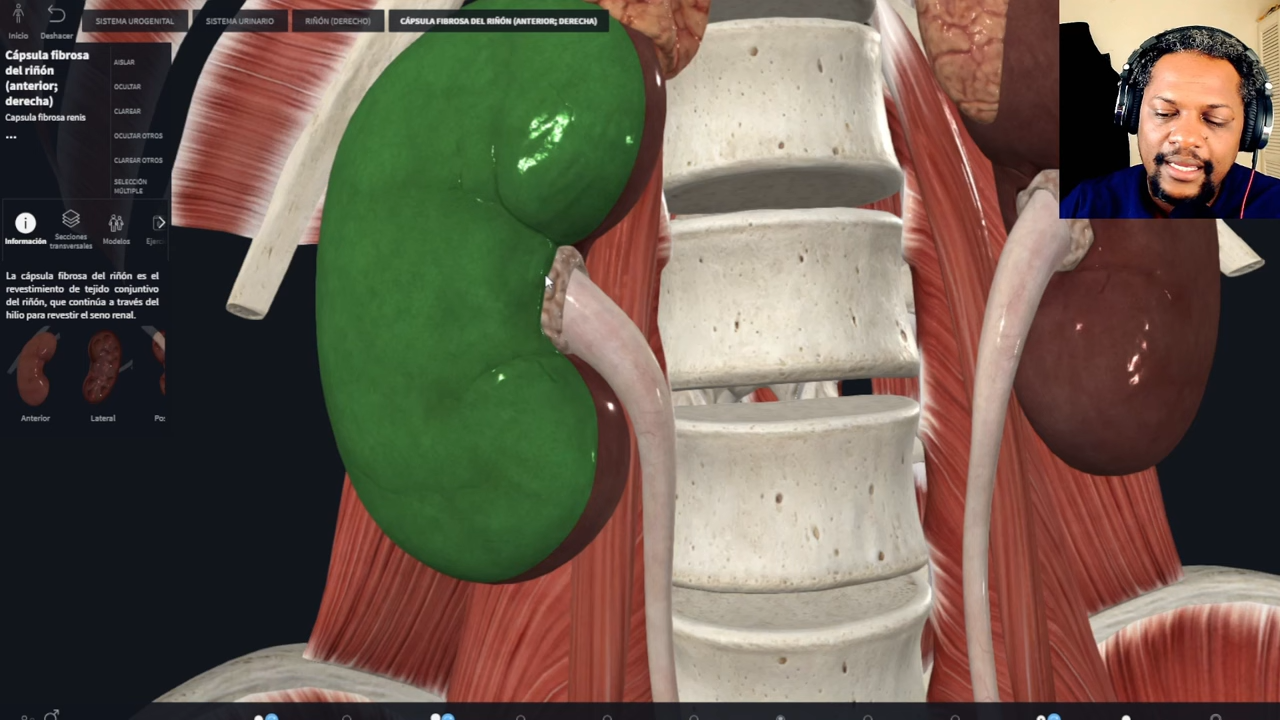 SISTEMA UROGENITAL
SISTEMA URINARIO
RIÑÓN (DERECHO)
CÁPSULA FIBROSA DEL RIÑÓN (ANTERIOR; DERECHA)
Inicio
Deshacer
Cápsula fibrosa
del riñón
(anterior;
derecha)
Capsula fibrosa renis
...
AISLAR
OCULTAR
CLAREAR
OCULTAR OTROS
CLAREAR OTROS
SELECCIÓN
MÚLTIPLE
Información
Secciones
transversales
Modelos
La cápsula fibrosa del riñón es el
revestimiento de tejido conjuntivo
del riñón, que continúa a través del
hilio para revestir el seno renal.
Anterior
Lateral